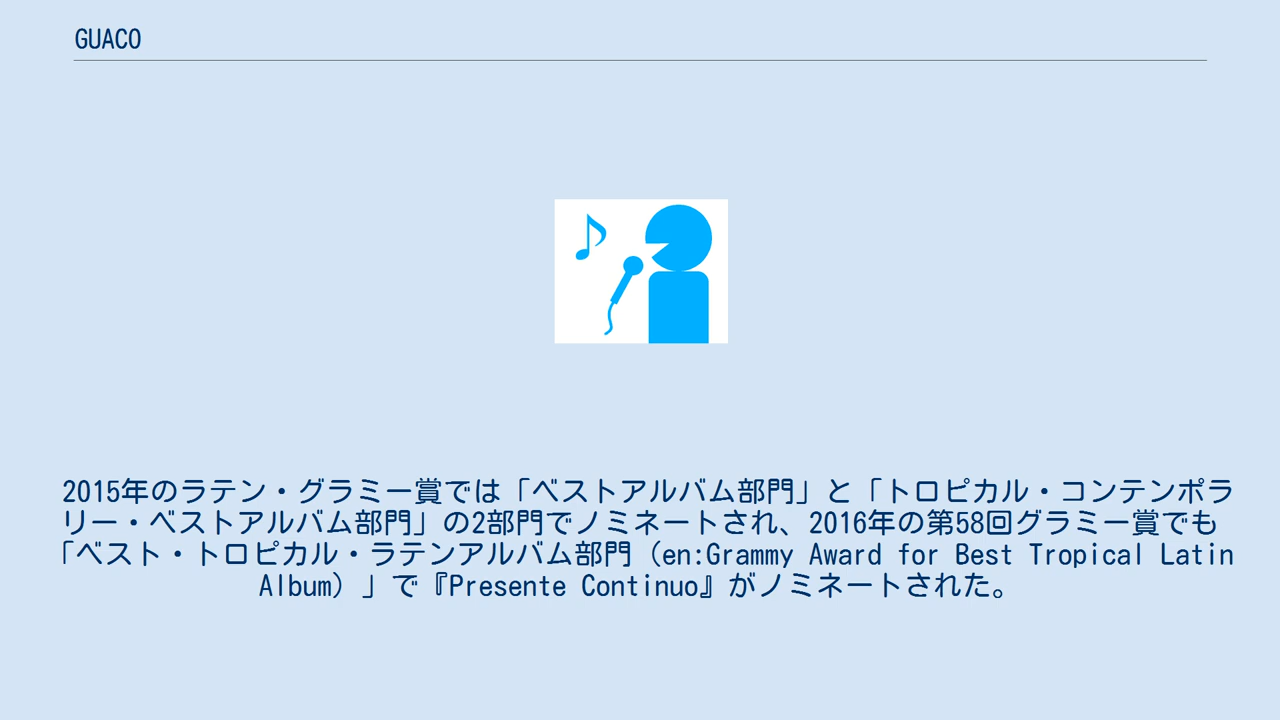 GUACO
2015年のラテン・グラミー賞では「ベストアルバム部門」と「トロピカル・コンテンポラ
リー・ベストアルバム部門」の2部門でノミネートされ、2016年の第58回グラミー賞でも
「ベスト・トロピカル・ラテンアルバム部門（en:Grammy Award for Best Tropical Latin
Album）」で『Presente Continuo』がノミネートされた。